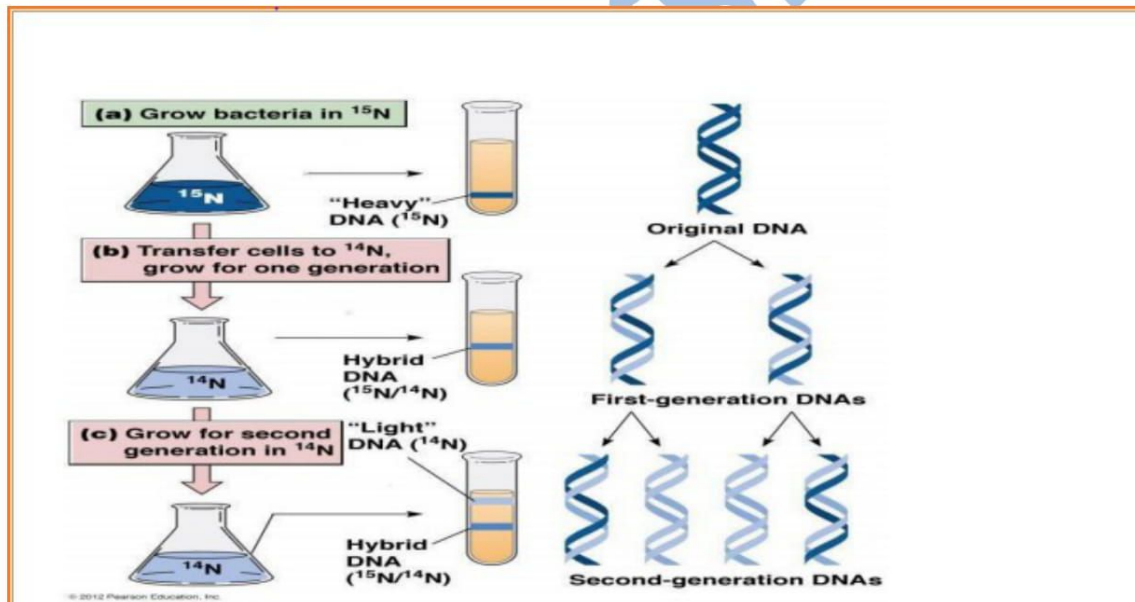 (a) Grow bacteria in ¹⁵N
¹⁵N
"Heavy"
DNA (¹⁵N)
Original DNA
(b) Transfer cells to ¹⁴N,
grow for one generation
¹⁴N
Hybrid
DNA
(¹⁵N/¹⁴N)
First-generation DNAs
(c) Grow for second
generation in ¹⁴N
"Light"
DNA (¹⁴N)
¹⁴N
Hybrid
DNA
(¹⁵N/¹⁴N)
Second-generation DNAs
© 2012 Pearson Education, Inc.